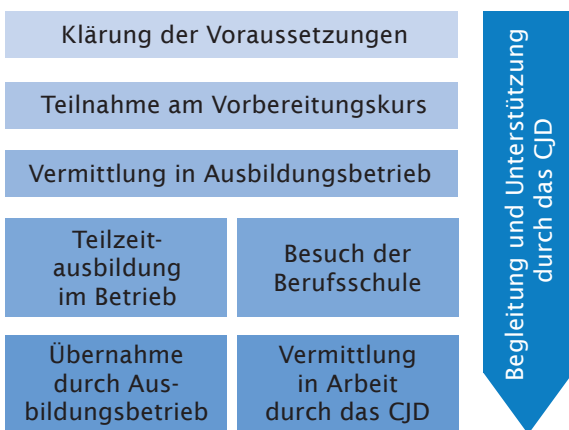 Klärung der Voraussetzungen
Teilnahme am Vorbereitungskurs
Vermittlung in Ausbildungsbetrieb
Teilzeit-
ausbildung
im Betrieb
Besuch der
Berufsschule
Übernahme
durch Aus-
bildungsbetrieb
Vermittlung
in Arbeit
durch das CJD
Begleitung und Unterstützung
durch das CJD